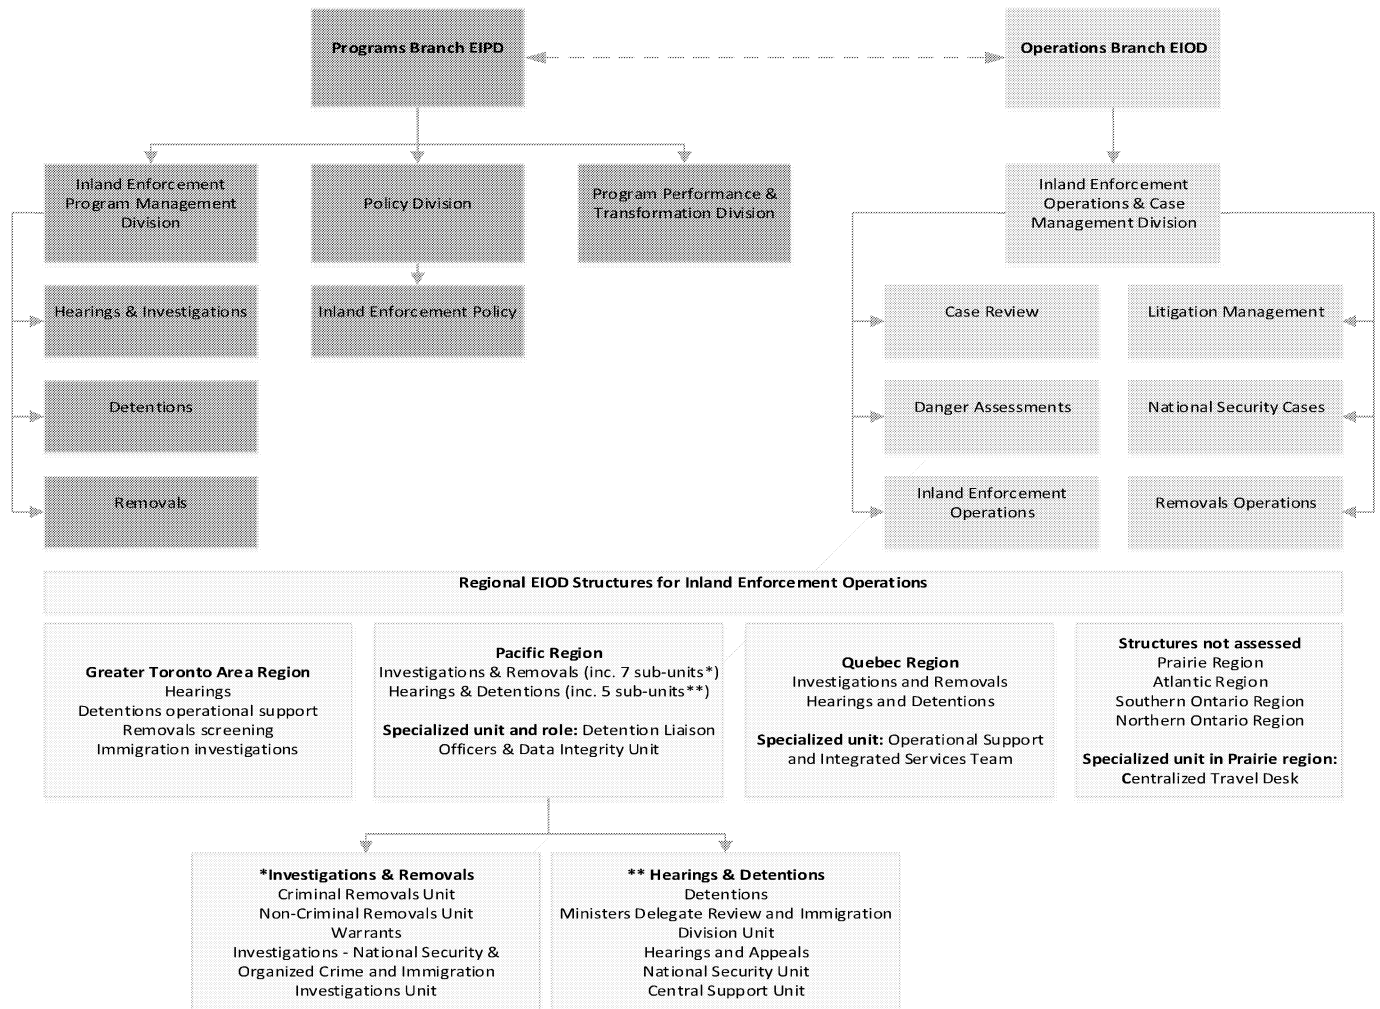 Programs Branch EIPD
Operations Branch EIOD
Inland Enforcement
Program Management
Division
Policy Division
Program Performance &
Transformation Division
Inland Enforcement
Operations & Case
Management Division
Hearings & Investigations
Inland Enforcement Policy
Case Review
Litigation Management
Detentions
Danger Assessments
National Security Cases
Removals
Inland Enforcement
Operations
Removals Operations
Regional EIOD Structures for Inland Enforcement Operations
Greater Toronto Area Region
Hearings
Detentions operational support
Removals screening
Immigration investigations
Pacific Region
Investigations & Removals (inc. 7 sub-units*)
Hearings & Detentions (inc. 5 sub-units**)
Specialized unit and role: Detention Liaison
Officers & Data Integrity Unit
Quebec Region
Investigations and Removals
Hearings and Detentions
Specialized unit: Operational Support
and Integrated Services Team
Structures not assessed
Prairie Region
Atlantic Region
Southern Ontario Region
Northern Ontario Region
Specialized unit in Prairie region:
Centralized Travel Desk
*Investigations & Removals
Criminal Removals Unit
Non-Criminal Removals Unit
Warrants
Investigations - National Security &
Organized Crime and Immigration
Investigations Unit
** Hearings & Detentions
Detentions
Ministers Delegate Review and Immigration
Division Unit
Hearings and Appeals
National Security Unit
Central Support Unit